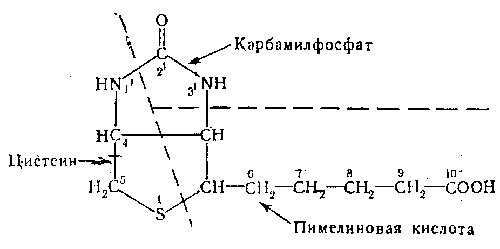 O
Карбамилфосфат
2'
HN 1' 3' NH
HC 4 CH
Цистеин
H₂C 5 CH 6 CH₂ 7 CH₂ 8 CH₂ 9 CH₂ 10 COOH
S 1
Пимелиновая кислота